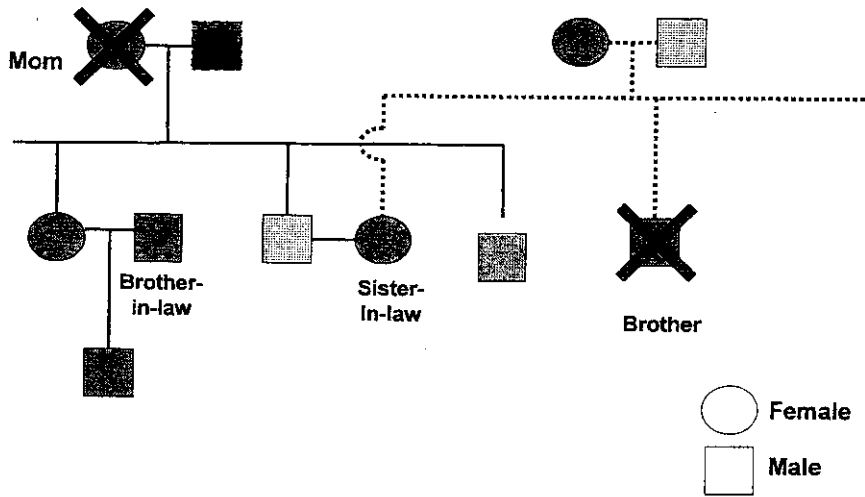 Mom
Brother-
in-law
Sister-
in-law
Brother
Female
Male